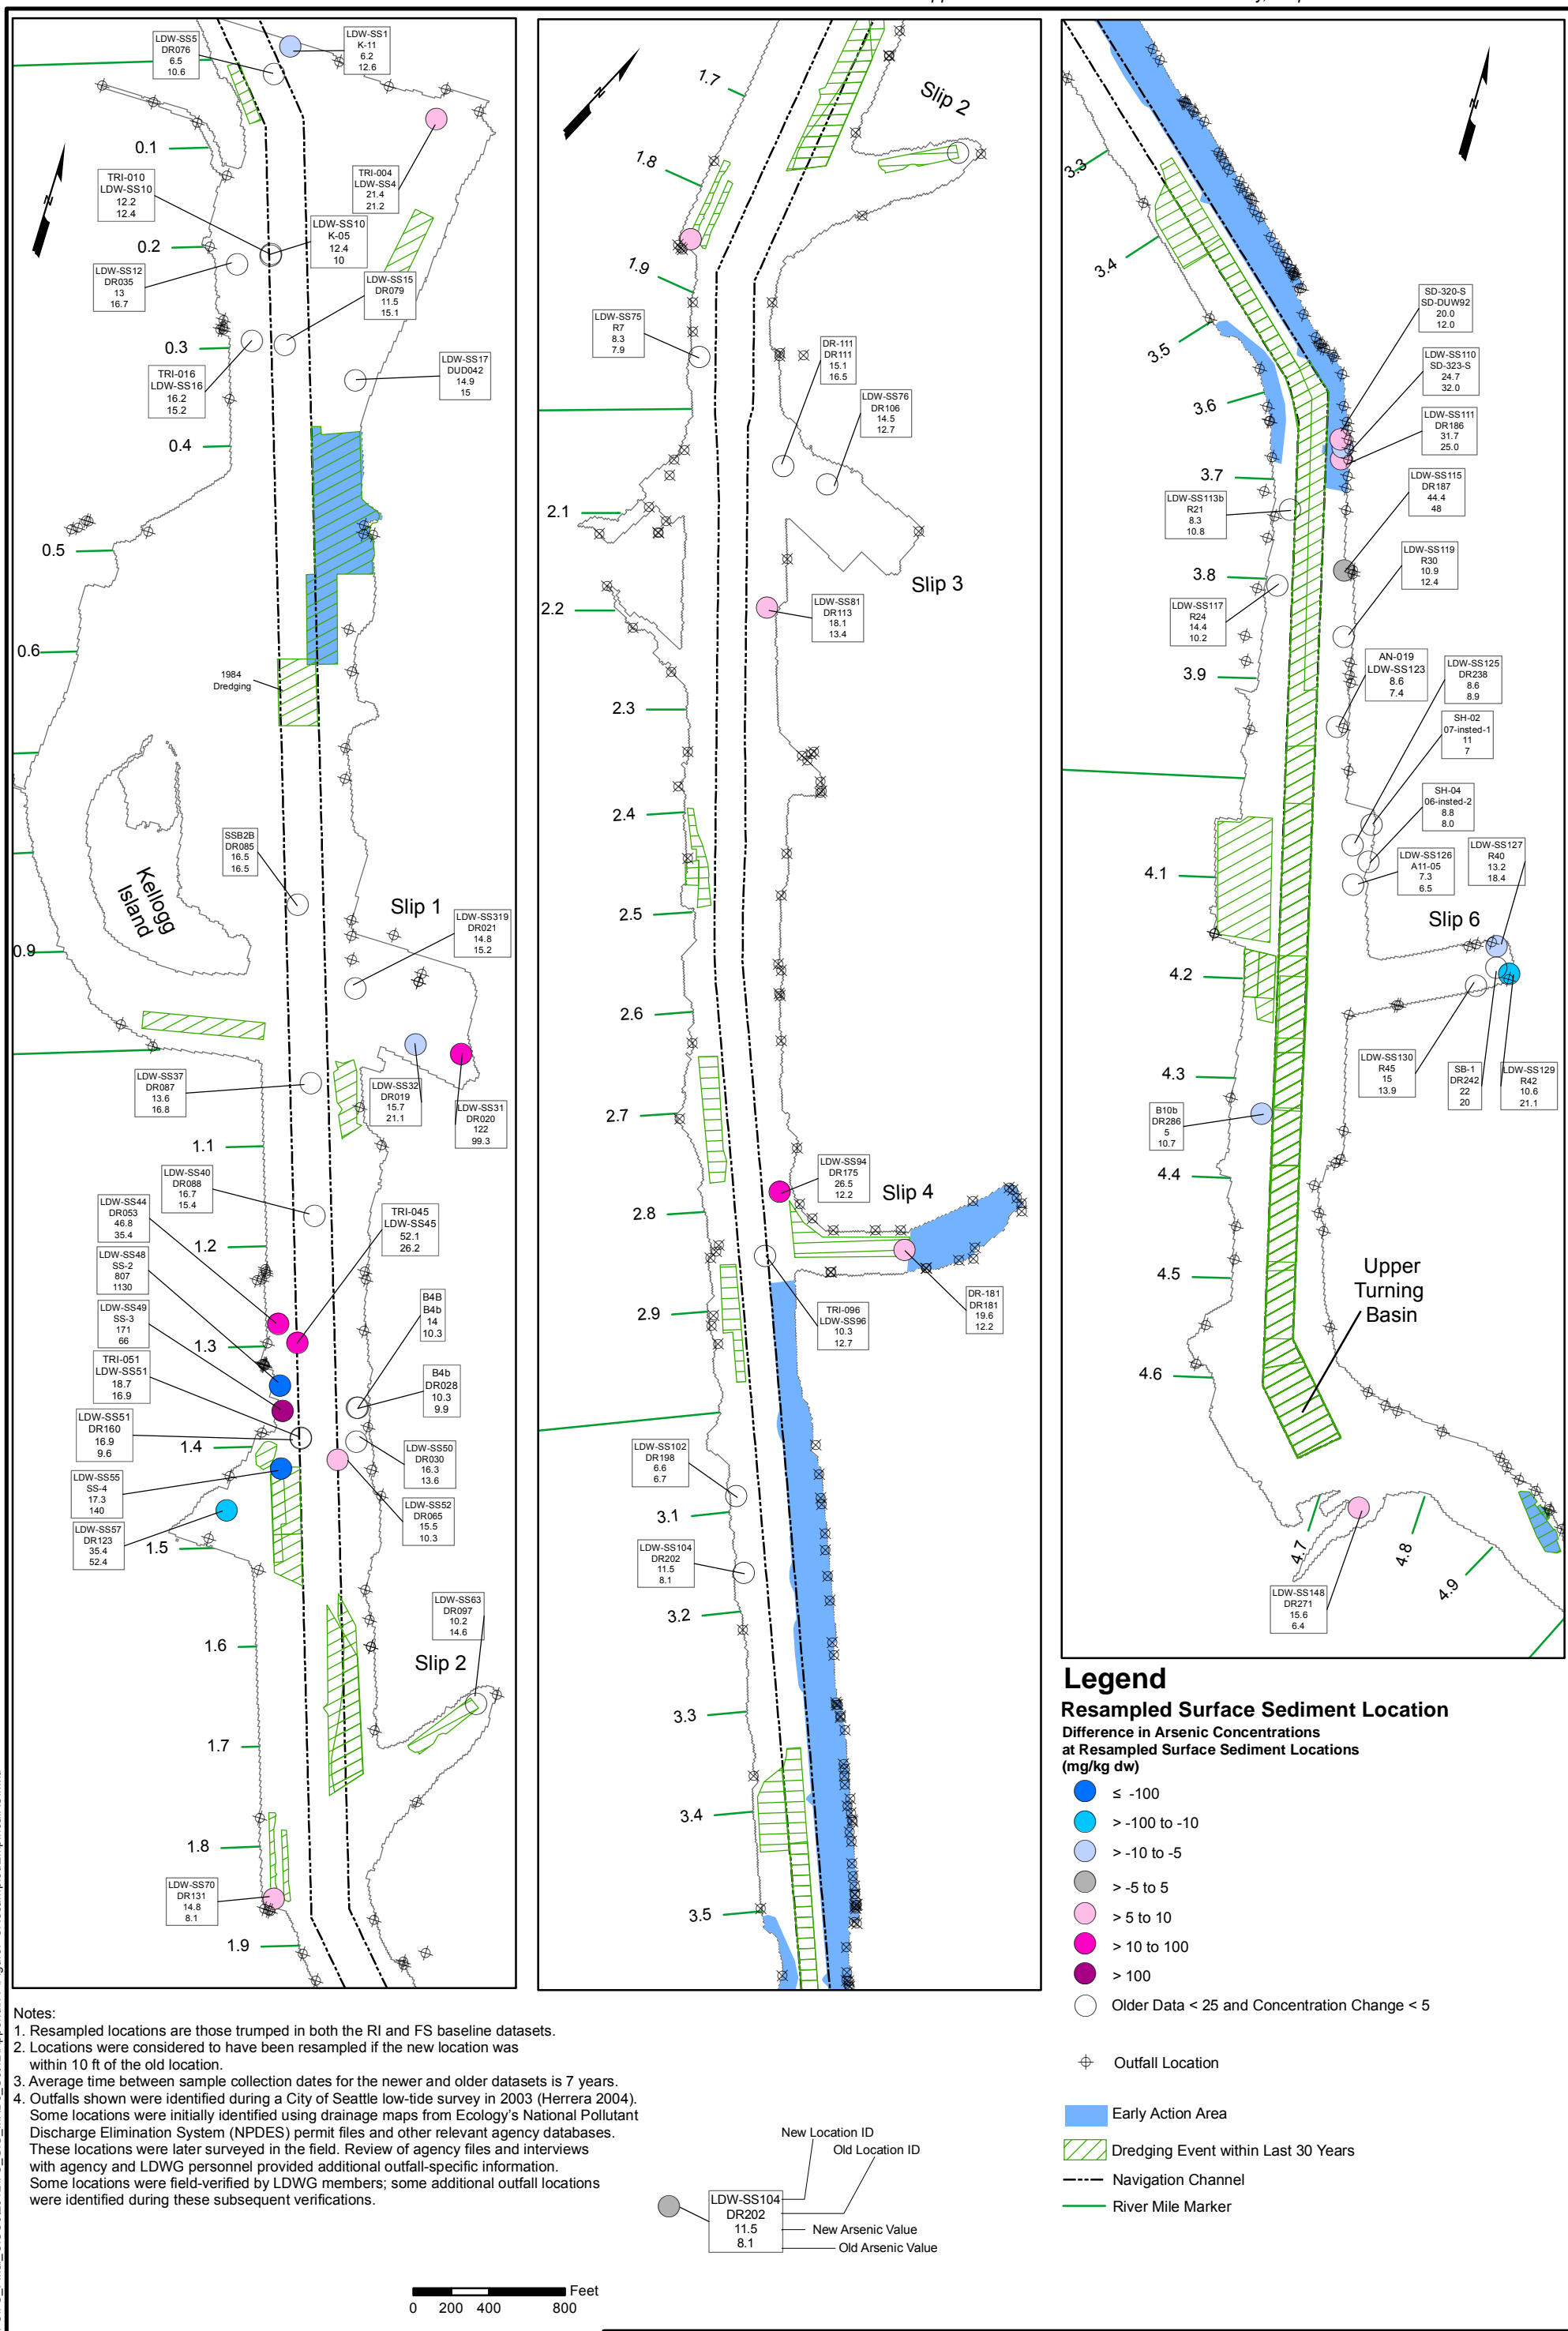 LDW-SS5
DR076
6.5
10.6
LDW-SS1
K-11
6.2
12.6
0.1
TRI-004
LDW-SS4
21.4
21.2
N
TRI-010
LDW-SS10
12.2
12.4
LDW-SS10
K-05
12.4
10
0.2
LDW-SS12
DR035
13
16.7
LDW-SS15
DR079
11.5
15.1
0.3
TRI-016
LDW-SS16
16.2
15.2
LDW-SS17
DUD042
14.9
15
0.4
0.5
0.6
1984
Dredging
SSB2B
DR085
16.5
16.5
Kellogg
Island
Slip 1
LDW-SS319
DR021
14.8
15.2
0.9
LDW-SS37
DR087
13.6
16.8
LDW-SS32
DR019
15.7
21.1
LDW-SS31
DR020
122
99.3
1.1
LDW-SS40
DR088
16.7
15.4
LDW-SS44
DR053
46.8
35.4
TRI-045
LDW-SS45
52.1
26.2
1.2
LDW-SS48
SS-2
807
1130
LDW-SS49
SS-3
171
66
B4B
B4b
14
10.3
1.3
TRI-051
LDW-SS51
18.7
16.9
B4b
DR028
10.3
9.9
LDW-SS51
DR160
16.9
9.6
1.4
LDW-SS50
DR030
16.3
13.6
LDW-SS55
SS-4
17.3
140
LDW-SS52
DR065
15.5
10.3
LDW-SS57
DR123
35.4
52.4
1.5
LDW-SS63
DR097
10.2
14.6
1.6
Slip 2
1.7
1.8
LDW-SS70
DR131
14.8
8.1
1.9
N
1.7
Slip 2
1.8
1.9
LDW-SS75
R7
8.3
7.9
DR-111
DR111
15.1
16.5
LDW-SS76
DR106
14.5
12.7
2.1
Slip 3
2.2
LDW-SS81
DR113
18.1
13.4
2.3
2.4
2.5
2.6
2.7
LDW-SS94
DR175
26.5
12.2
Slip 4
2.8
2.9
TRI-096
LDW-SS96
10.3
12.7
DR-181
DR181
19.6
12.2
LDW-SS102
DR198
6.6
6.7
3.1
LDW-SS104
DR202
11.5
8.1
3.2
3.3
3.4
3.5
N
3.3
3.4
SD-320-S
SD-DUW92
20.0
12.0
3.5
LDW-SS110
SD-323-S
24.7
32.0
3.6
LDW-SS111
DR186
31.7
25.0
3.7
LDW-SS115
DR187
44.4
48
LDW-SS113b
R21
8.3
10.8
LDW-SS119
R30
10.9
12.4
3.8
LDW-SS117
R24
14.4
10.2
AN-019
LDW-SS123
8.6
7.4
LDW-SS125
DR238
8.6
8.9
3.9
SH-02
07-insted-1
11
7
SH-04
06-insted-2
8.8
8.0
LDW-SS127
R40
13.2
18.4
LDW-SS126
A11-05
7.3
6.5
4.1
Slip 6
4.2
LDW-SS130
R45
15
13.9
SB-1
DR242
22
20
LDW-SS129
R42
10.6
21.1
4.3
B10b
DR286
5
10.7
4.4
4.5
Upper
Turning
Basin
4.6
4.7
4.8
4.9
LDW-SS148
DR271
15.6
6.4
Legend
Resampled Surface Sediment Location
Difference in Arsenic Concentrations
at Resampled Surface Sediment Locations
(mg/kg dw)
≤ -100
> -100 to -10
> -10 to -5
> -5 to 5
> 5 to 10
> 10 to 100
> 100
Older Data < 25 and Concentration Change < 5
Outfall Location
Early Action Area
Dredging Event within Last 30 Years
Navigation Channel
River Mile Marker
Notes:
1. Resampled locations are those trumped in both the RI and FS baseline datasets.
2. Locations were considered to have been resampled if the new location was
within 10 ft of the old location.
3. Average time between sample collection dates for the newer and older datasets is 7 years.
4. Outfalls shown were identified during a City of Seattle low-tide survey in 2003 (Herrera 2004).
Some locations were initially identified using drainage maps from Ecology's National Pollutant
Discharge Elimination System (NPDES) permit files and other relevant agency databases.
These locations were later surveyed in the field. Review of agency files and interviews
with agency and LDWG personnel provided additional outfall-specific information.
Some locations were field-verified by LDWG members; some additional outfall locations
were identified during these subsequent verifications.
New Location ID
Old Location ID
LDW-SS104
DR202
11.5
8.1
New Arsenic Value
Old Arsenic Value
Feet
0 200 400 800